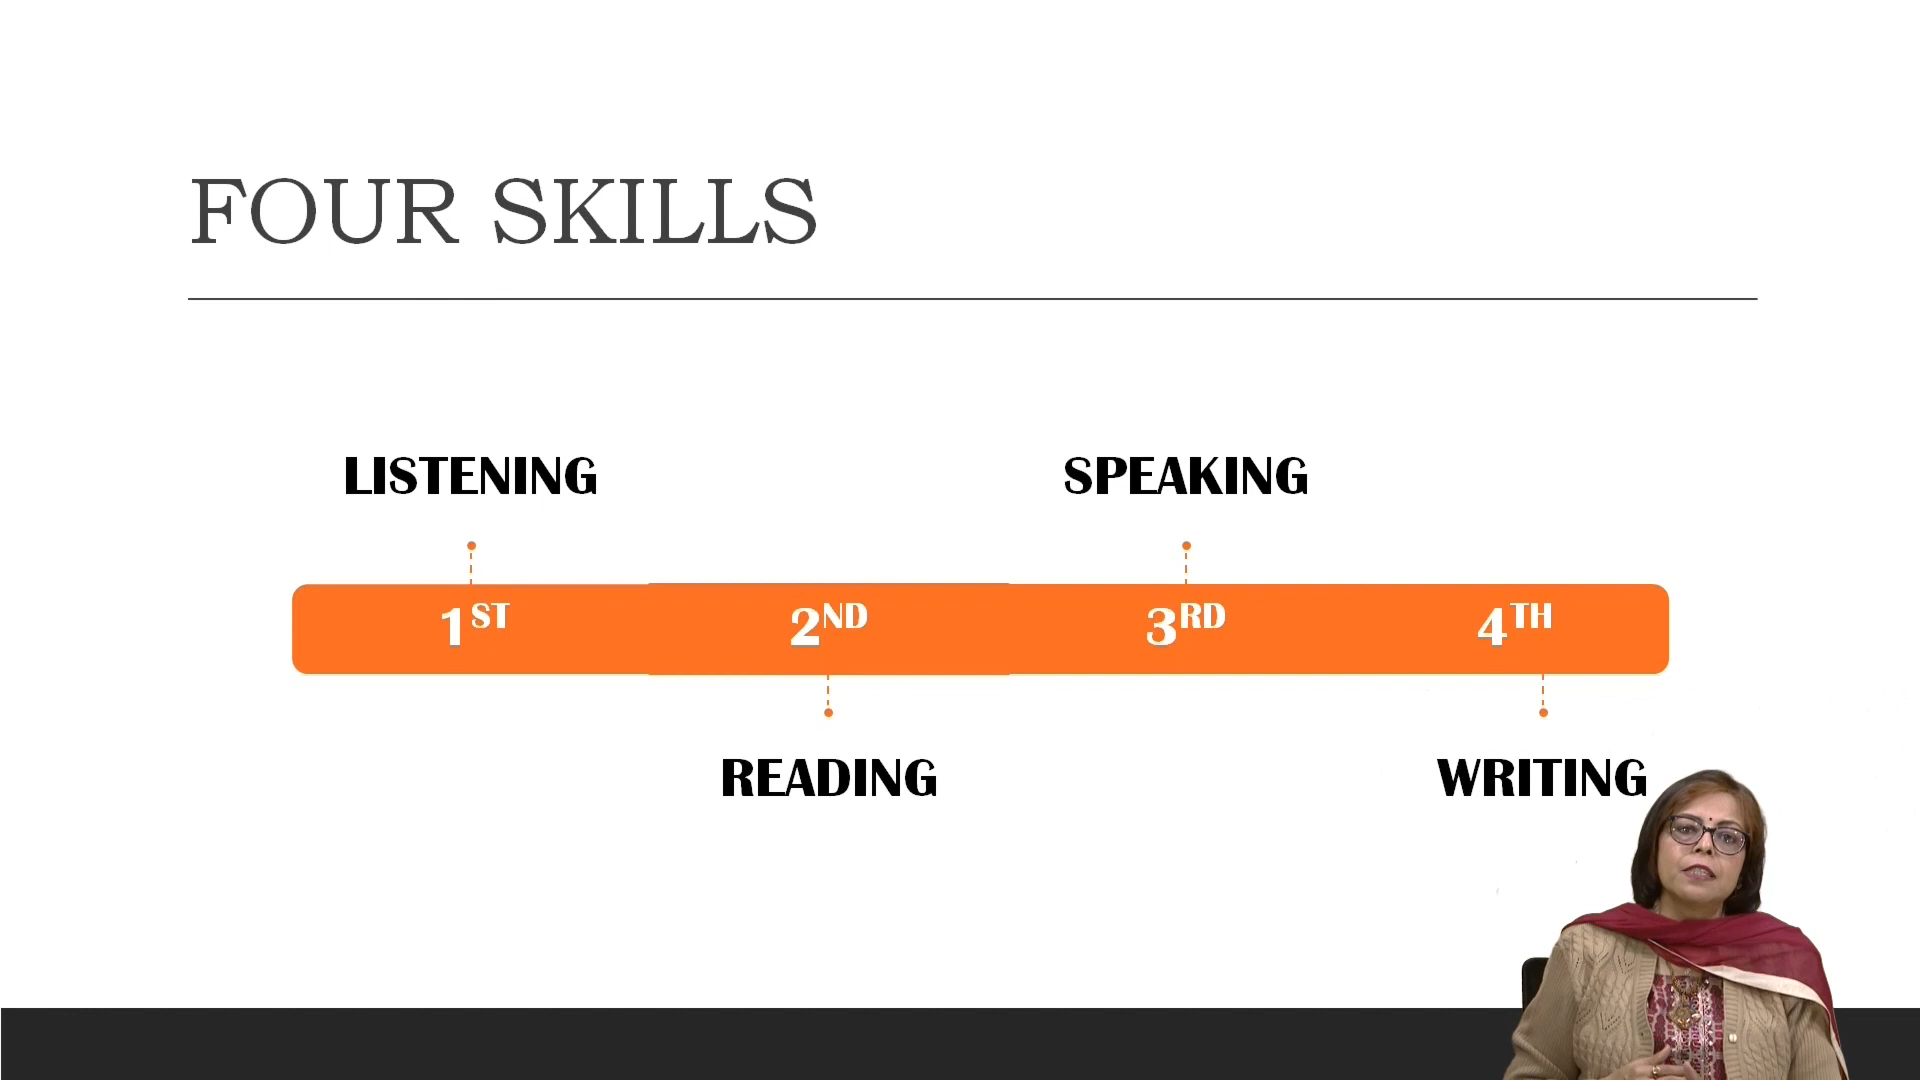 FOUR SKILLS
LISTENING
SPEAKING
1ST
2ND
3RD
4TH
READING
WRITING